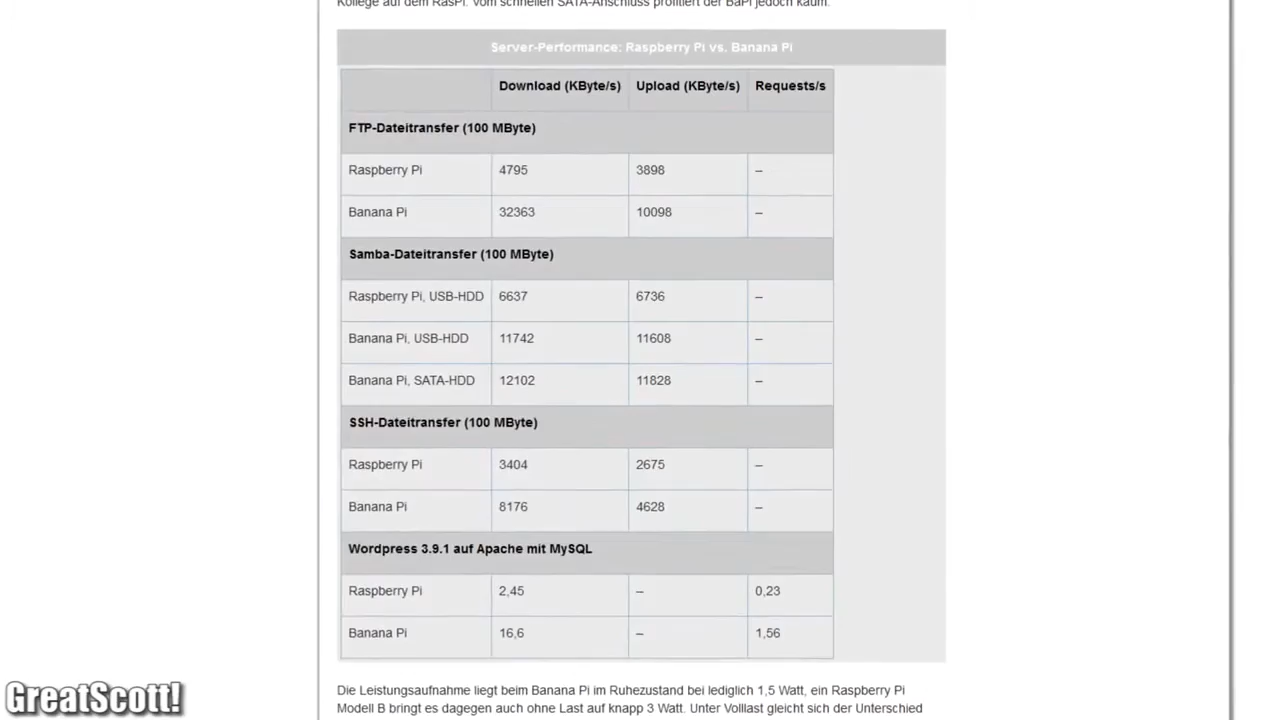 Kollege auf dem RasPi. Vom schnellen SATA-Anschluss profitiert der BaPi jedoch kaum.
Server-Performance: Raspberry Pi vs. Banana Pi
Download (KByte/s) Upload (KByte/s) Requests/s
FTP-Dateitransfer (100 MByte)
Raspberry Pi 4795 3898 –
Banana Pi 32363 10098 –
Samba-Dateitransfer (100 MByte)
Raspberry Pi, USB-HDD 6637 6736 –
Banana Pi, USB-HDD 11742 11608 –
Banana Pi, SATA-HDD 12102 11828 –
SSH-Dateitransfer (100 MByte)
Raspberry Pi 3404 2675 –
Banana Pi 8176 4628 –
Wordpress 3.9.1 auf Apache mit MySQL
Raspberry Pi 2,45 – 0,23
Banana Pi 16,6 – 1,56
Die Leistungsaufnahme liegt beim Banana Pi im Ruhezustand bei lediglich 1,5 Watt, ein Raspberry Pi
Modell B bringt es dagegen auch ohne Last auf knapp 3 Watt. Unter Volllast gleicht sich der Unterschied
GreatScott!